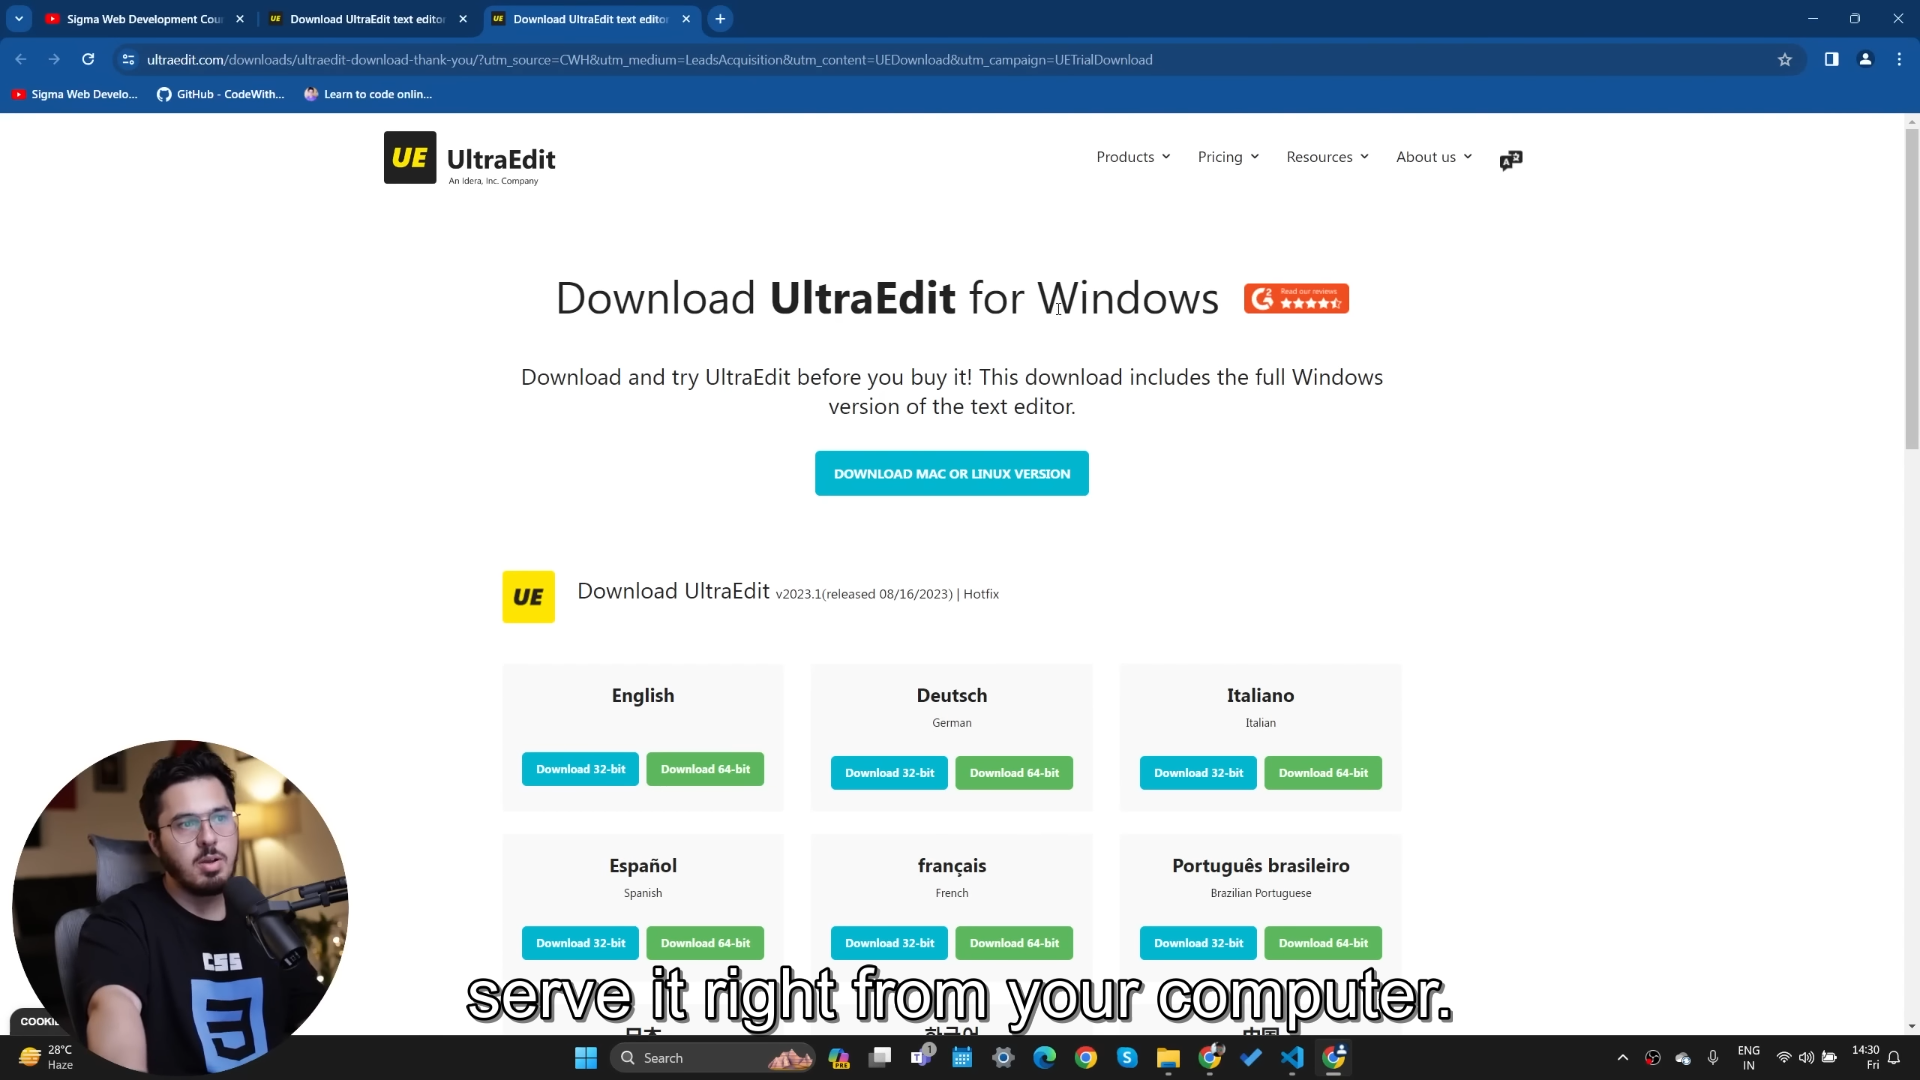 Sigma Web Development Cou
Download UltraEdit text editor
Download UltraEdit text editor
ultraedit.com/downloads/ultraedit-download-thank-you/?utm_source=CWH&utm_medium=LeadsAcquisition&utm_content=UEDownload&utm_campaign=UETrialDownload
Sigma Web Develo... GitHub - CodeWith... Learn to code onlin...
UE UltraEdit
An Idera, Inc. Company
Products Pricing Resources About us
Download UltraEdit for Windows
Read our reviews
Download and try UltraEdit before you buy it! This download includes the full Windows
version of the text editor.
DOWNLOAD MAC OR LINUX VERSION
UE Download UltraEdit v2023.1(released 08/16/2023) | Hotfix
English
Download 32-bit Download 64-bit
Deutsch
German
Download 32-bit Download 64-bit
Italiano
Italian
Download 32-bit Download 64-bit
Español
Spanish
Download 32-bit Download 64-bit
français
French
Download 32-bit Download 64-bit
Português brasileiro
Brazilian Portuguese
Download 32-bit Download 64-bit
CSS
serve it right from your computer.
28°C
Haze
Search
ENG
IN
14:30
Fri